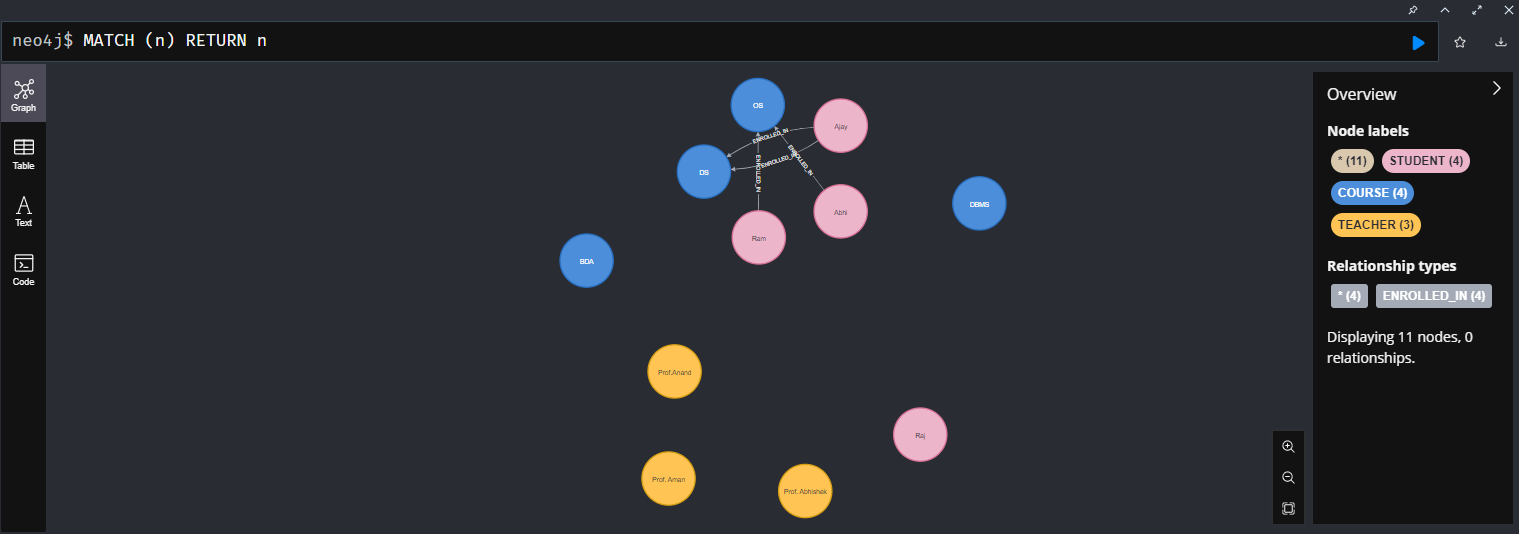 neo4j$ MATCH (n) RETURN n
Graph
Table
Text
Code
OS
Ajay
ENROLLED_IN
ENROLLED_IN
ENROLLED_IN
ENROLLED_IN
DS
Abhi
DBMS
Ram
BDA
Prof.Anand
Raj
Prof. Aman
Prof. Abhishek
Overview
Node labels
* (11) STUDENT (4)
COURSE (4)
TEACHER (3)
Relationship types
* (4) ENROLLED_IN (4)
Displaying 11 nodes, 0
relationships.